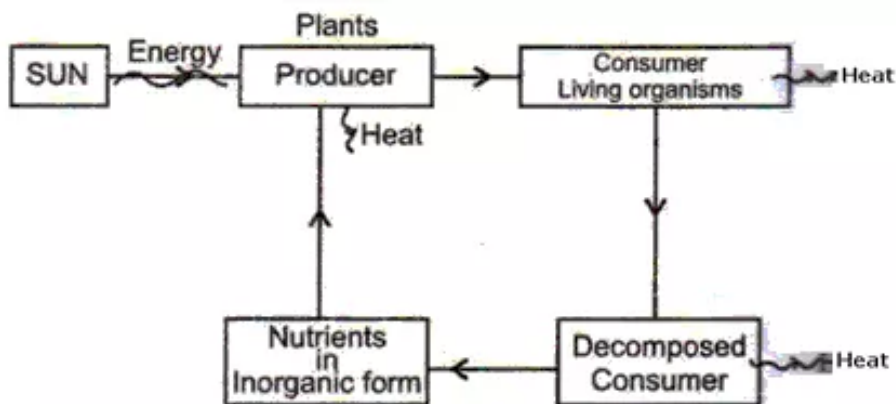 Plants
SUN
Energy
Producer
Consumer
Living organisms
Heat
Heat
Nutrients
in
Inorganic form
Decomposed
Consumer
Heat